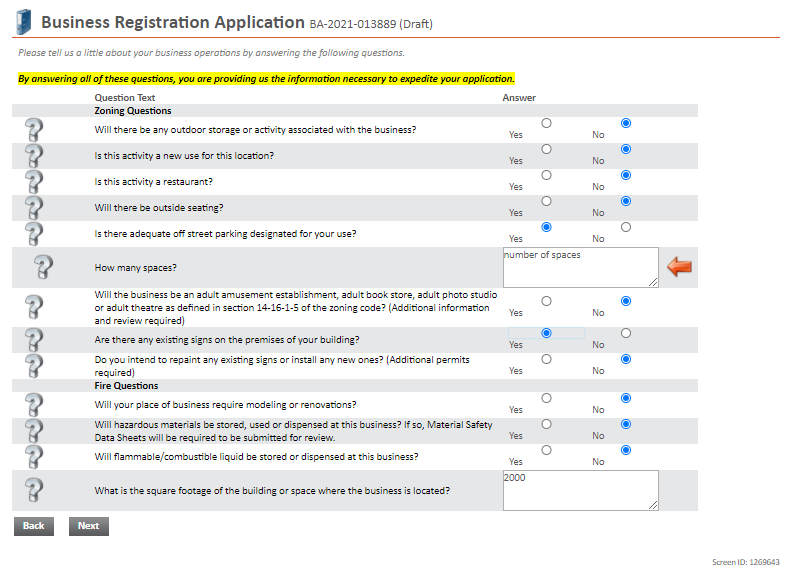 Business Registration Application BA-2021-013889 (Draft)
Please tell us a little about your business operations by answering the following questions.
By answering all of these questions, you are providing us the information necessary to expedite your application.
Question Text Answer
Zoning Questions
Will there be any outdoor storage or activity associated with the business? Yes No
Is this activity a new use for this location? Yes No
Is this activity a restaurant? Yes No
Will there be outside seating? Yes No
Is there adequate off street parking designated for your use? Yes No
How many spaces? number of spaces
Will the business be an adult amusement establishment, adult book store, adult photo studio
or adult theatre as defined in section 14-16-1-5 of the zoning code? (Additional information
and review required) Yes No
Are there any existing signs on the premises of your building? Yes No
Do you intend to repaint any existing signs or install any new ones? (Additional permits
required) Yes No
Fire Questions
Will your place of business require modeling or renovations? Yes No
Will hazardous materials be stored, used or dispensed at this business? If so, Material Safety
Data Sheets will be required to be submitted for review. Yes No
Will flammable/combustible liquid be stored or dispensed at this business? Yes No
What is the square footage of the building or space where the business is located? 2000
Back Next
Screen ID: 1269643